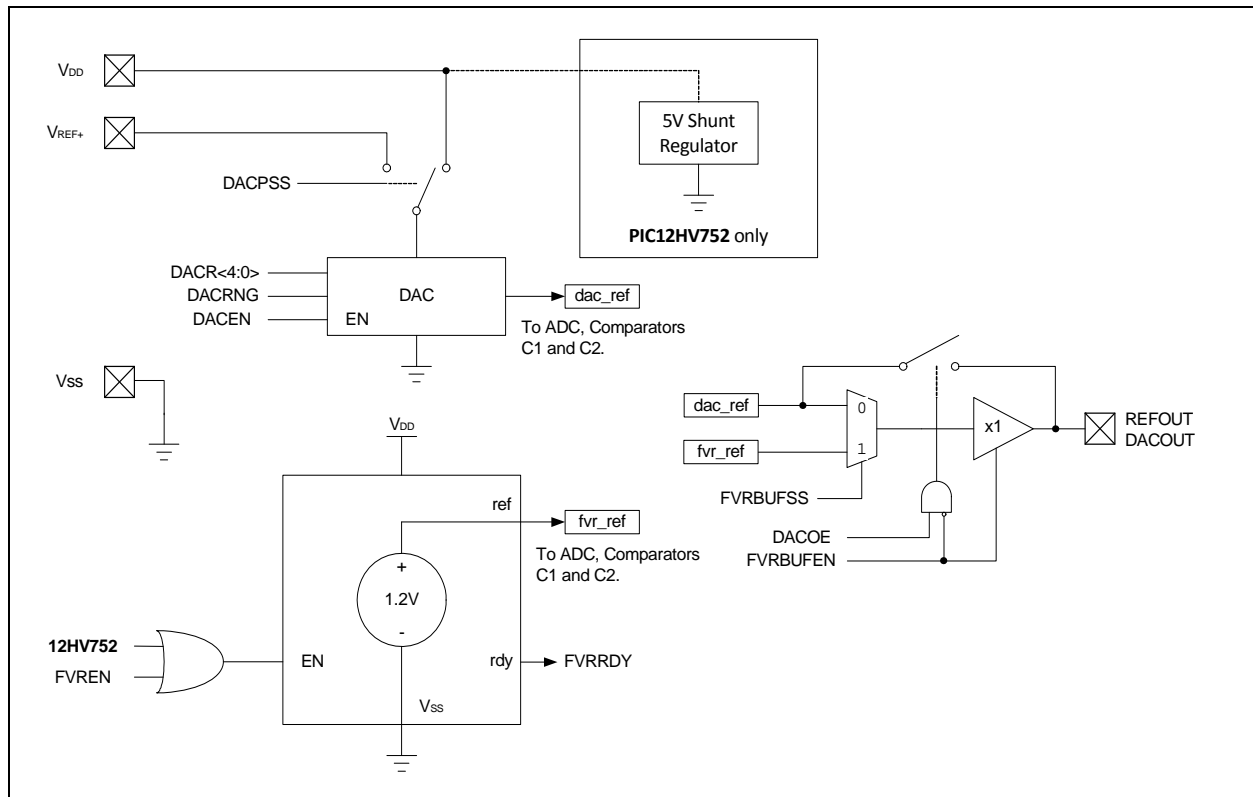 VDD
VREF+
5V Shunt
Regulator
PIC12HV752 only
DACPSS
DACR<4:0>
DACRNG
DACEN
EN
DAC
dac_ref
To ADC, Comparators
C1 and C2.
VSS
VDD
ref
fvr_ref
To ADC, Comparators
C1 and C2.
+
1.2V
-
12HV752
FVREN
EN
rdy
FVRRDY
VSS
dac_ref
0
fvr_ref
1
x1
REFOUT
DACOUT
FVRBUFSS
DACOE
FVRBUFEN